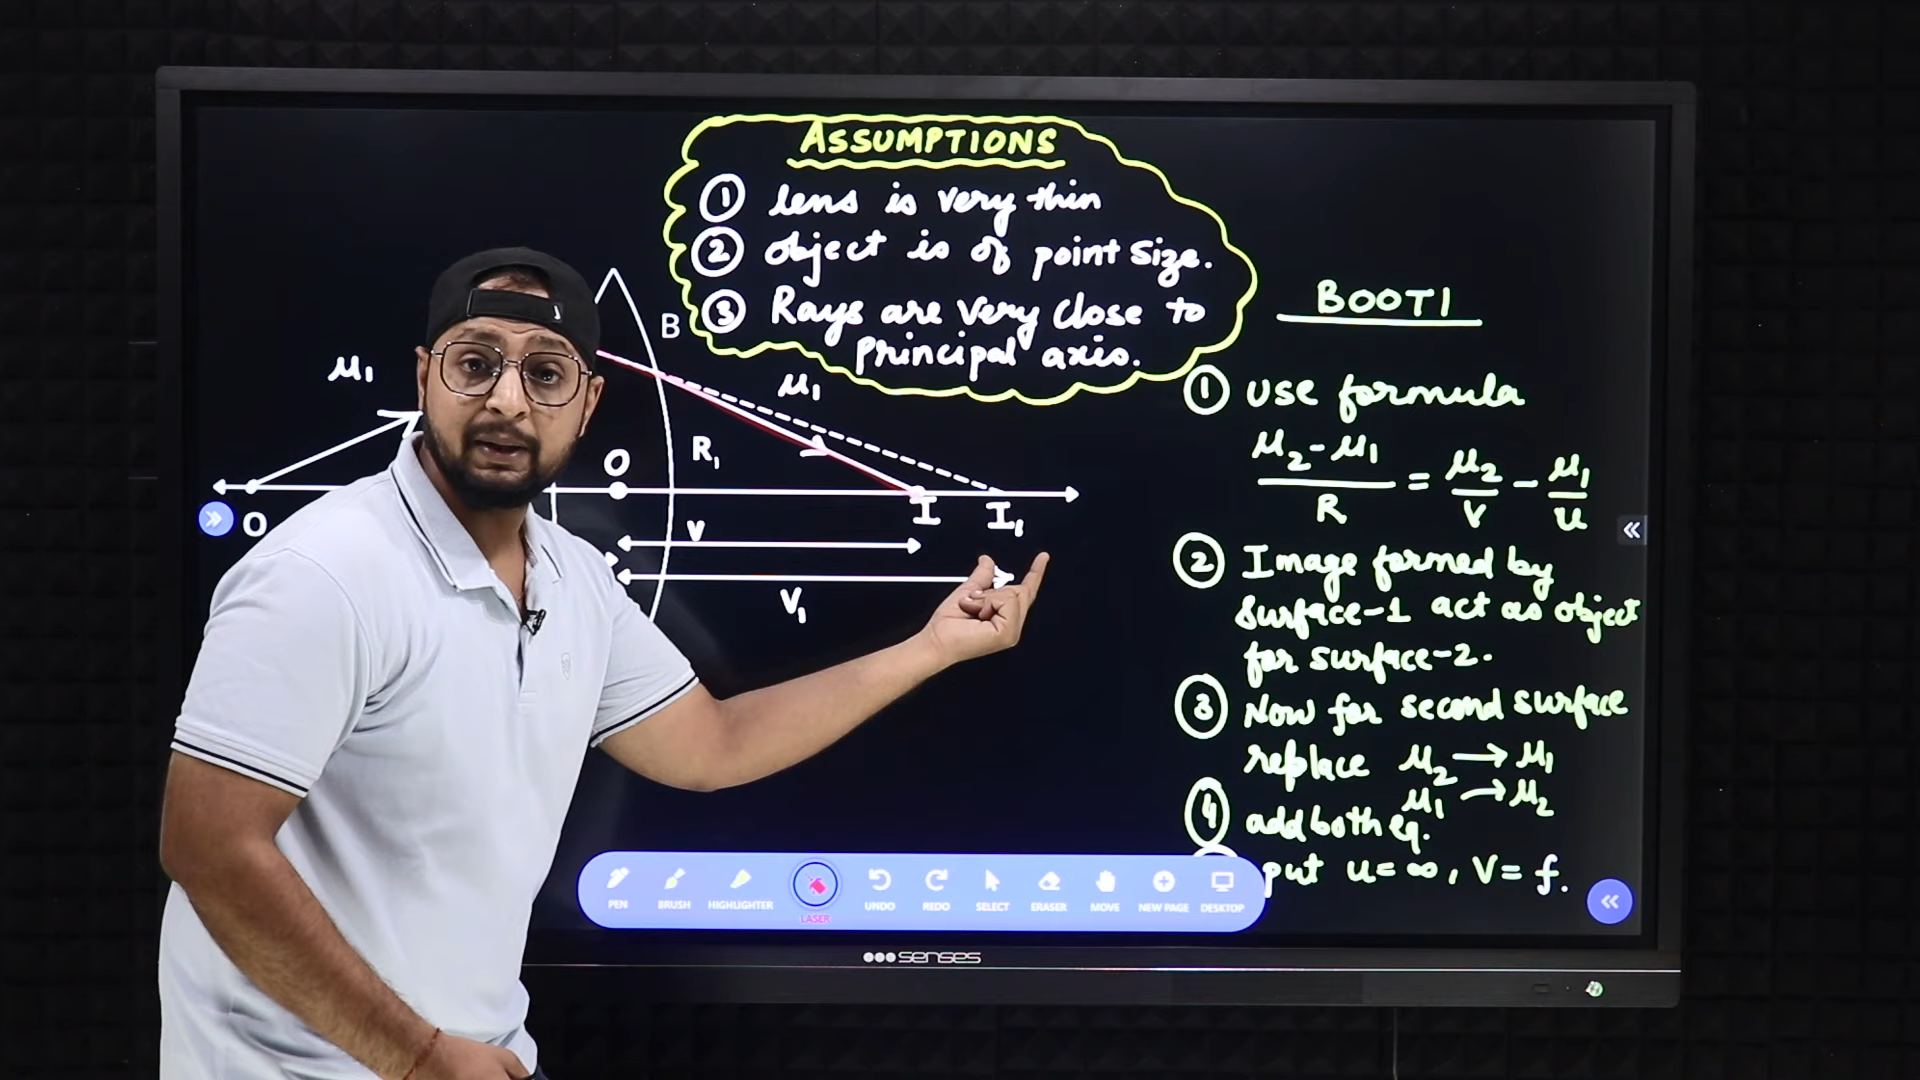 ASSUMPTIONS
① lens is very thin
② object is of point size.
③ Rays are very close to
principal axis.
μ₁
B
μ₁
R₁
O
O
I
I₁
V
V₁
BOOTI
① use formula
μ₂-μ₁/R = μ₂/V - μ₁/u
② Image formed by
surface-1 act as object
for surface-2.
③ Now for second surface
replace μ₂ → μ₁
μ₁ → μ₂
④ add both eq.
put u=∞, V=f.
PEN BRUSH HIGHLIGHTER LASER UNDO REDO SELECT ERASER MOVE NEW PAGE DESKTOP
senses